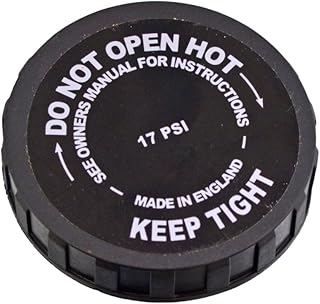 DO NOT OPEN HOT
SEE OWNERS MANUAL FOR INSTRUCTIONS
17 PSI
MADE IN ENGLAND
KEEP TIGHT